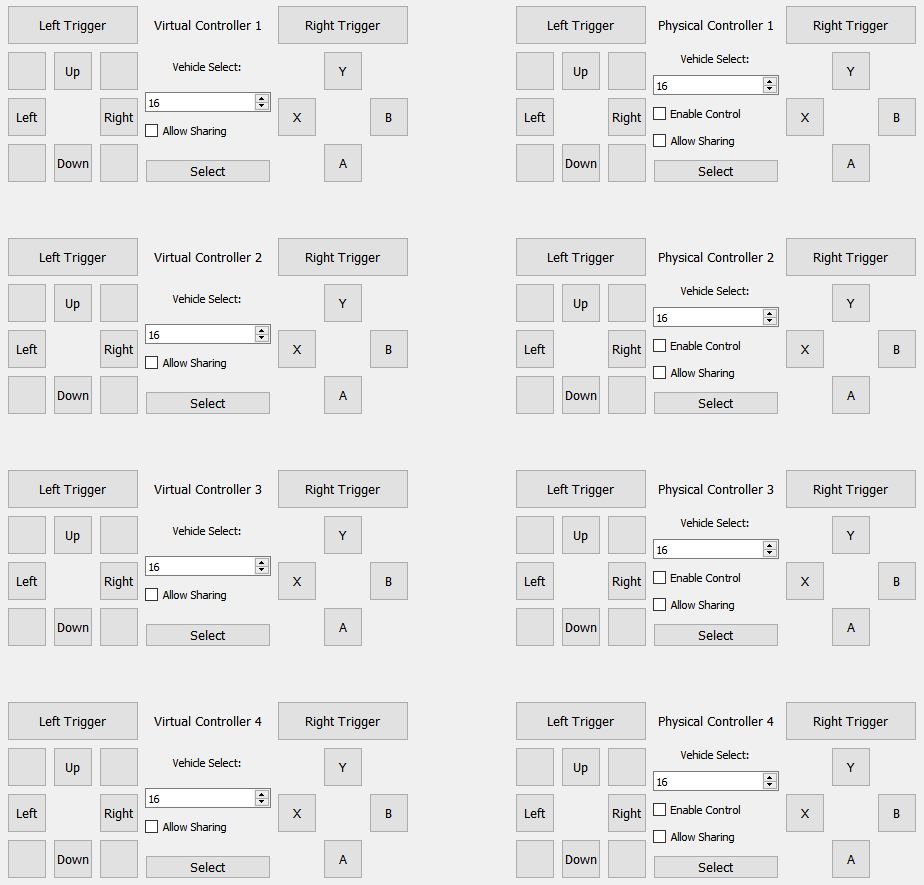 Left Trigger Virtual Controller 1 Right Trigger
Vehicle Select:
Up Y
16
Left Right X B
Allow Sharing
Down A
Select
Left Trigger Physical Controller 1 Right Trigger
Vehicle Select:
Up Y
16
Enable Control
Left Right X B
Allow Sharing
Down A
Select
Left Trigger Virtual Controller 2 Right Trigger
Vehicle Select:
Up Y
16
Left Right X B
Allow Sharing
Down A
Select
Left Trigger Physical Controller 2 Right Trigger
Vehicle Select:
Up Y
16
Enable Control
Left Right X B
Allow Sharing
Down A
Select
Left Trigger Virtual Controller 3 Right Trigger
Vehicle Select:
Up Y
16
Left Right X B
Allow Sharing
Down A
Select
Left Trigger Physical Controller 3 Right Trigger
Vehicle Select:
Up Y
16
Enable Control
Left Right X B
Allow Sharing
Down A
Select
Left Trigger Virtual Controller 4 Right Trigger
Vehicle Select:
Up Y
16
Left Right X B
Allow Sharing
Down A
Select
Left Trigger Physical Controller 4 Right Trigger
Vehicle Select:
Up Y
16
Enable Control
Left Right X B
Allow Sharing
Down A
Select